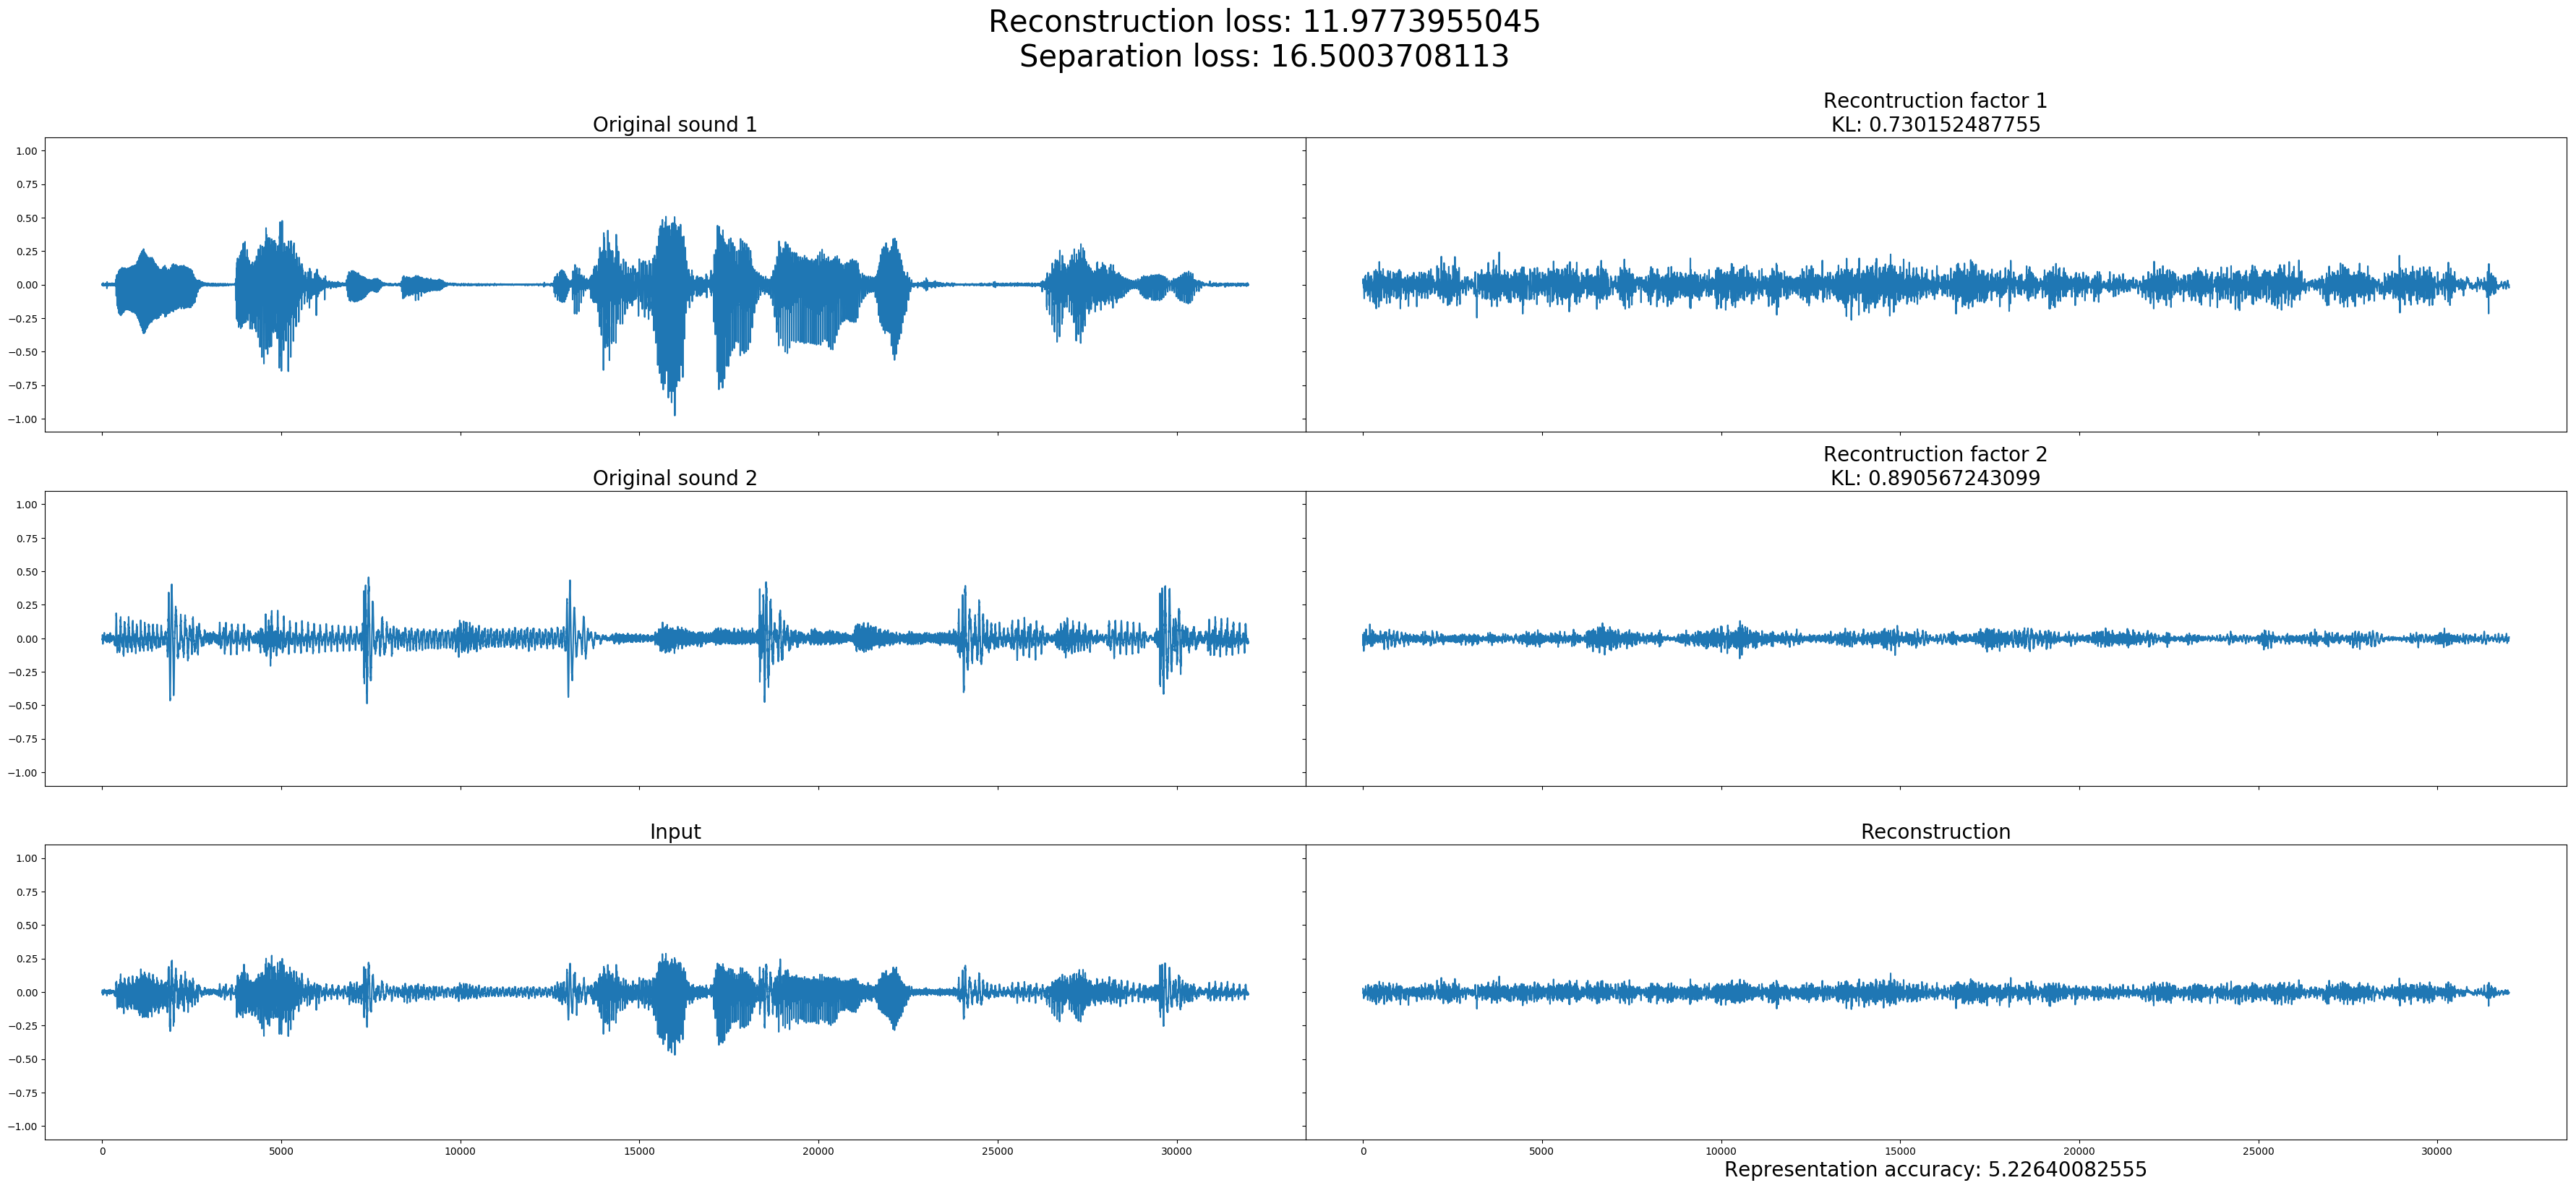 Reconstruction loss: 11.9773955045
Separation loss: 16.5003708113
Original sound 1
Recontruction factor 1
KL: 0.730152487755
1.00
0.75
0.50
0.25
0.00
−0.25
−0.50
−0.75
−1.00
Original sound 2
Recontruction factor 2
KL: 0.890567243099
1.00
0.75
0.50
0.25
0.00
−0.25
−0.50
−0.75
−1.00
Input
Reconstruction
1.00
0.75
0.50
0.25
0.00
−0.25
−0.50
−0.75
−1.00
0 5000 10000 15000 20000 25000 30000
0 5000 10000 15000 20000 25000 30000
Representation accuracy: 5.22640082555